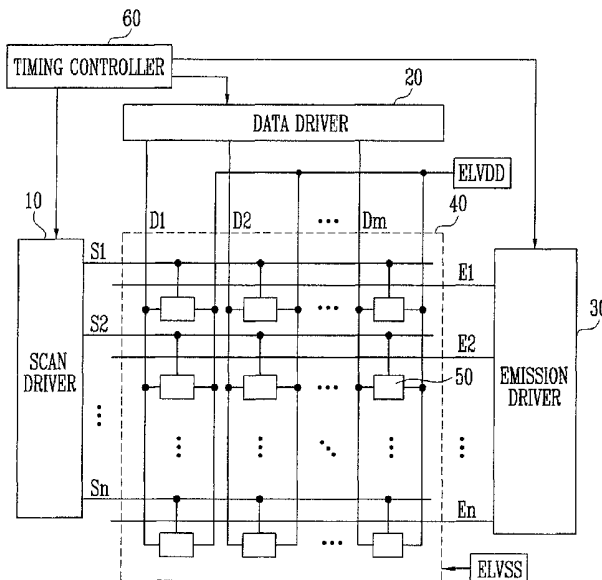 60
TIMING CONTROLLER
20
DATA DRIVER
ELVDD
10
D1 D2 ... Dm 40
S1
E1
30
S2
E2
SCAN DRIVER
50
EMISSION DRIVER
Sn
En
ELVSS